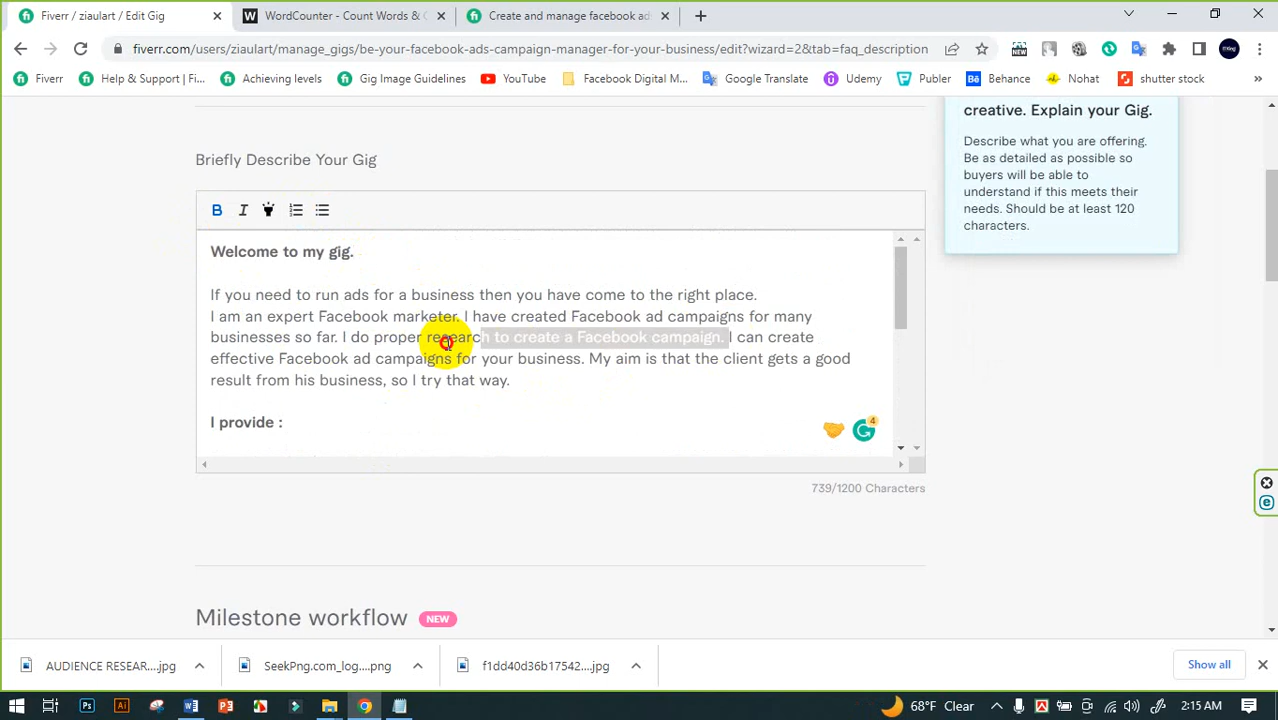 Fiverr / ziaulart / Edit Gig
WordCounter - Count Words & C
Create and manage facebook ads
fiverr.com/users/ziaulart/manage_gigs/be-your-facebook-ads-campaign-manager-for-your-business/edit?wizard=2&tab=faq_description
Fiverr
Help & Support | Fi...
Achieving levels
Gig Image Guidelines
YouTube
Facebook Digital M...
Google Translate
Udemy
Publer
Behance
Nohat
shutter stock
»
creative. Explain your Gig.
Describe what you are offering.
Be as detailed as possible so
buyers will be able to
understand if this meets their
needs. Should be at least 120
characters.
Briefly Describe Your Gig
B I
Welcome to my gig.
If you need to run ads for a business then you have come to the right place.
I am an expert Facebook marketer. I have created Facebook ad campaigns for many
businesses so far. I do proper research to create a Facebook campaign. I can create
effective Facebook ad campaigns for your business. My aim is that the client gets a good
result from his business, so I try that way.
I provide :
4
739/1200 Characters
Milestone workflow NEW
AUDIENCE RESEAR....jpg
SeekPng.com_log....png
f1dd40d36b17542....jpg
Show all
68°F Clear
2:15 AM